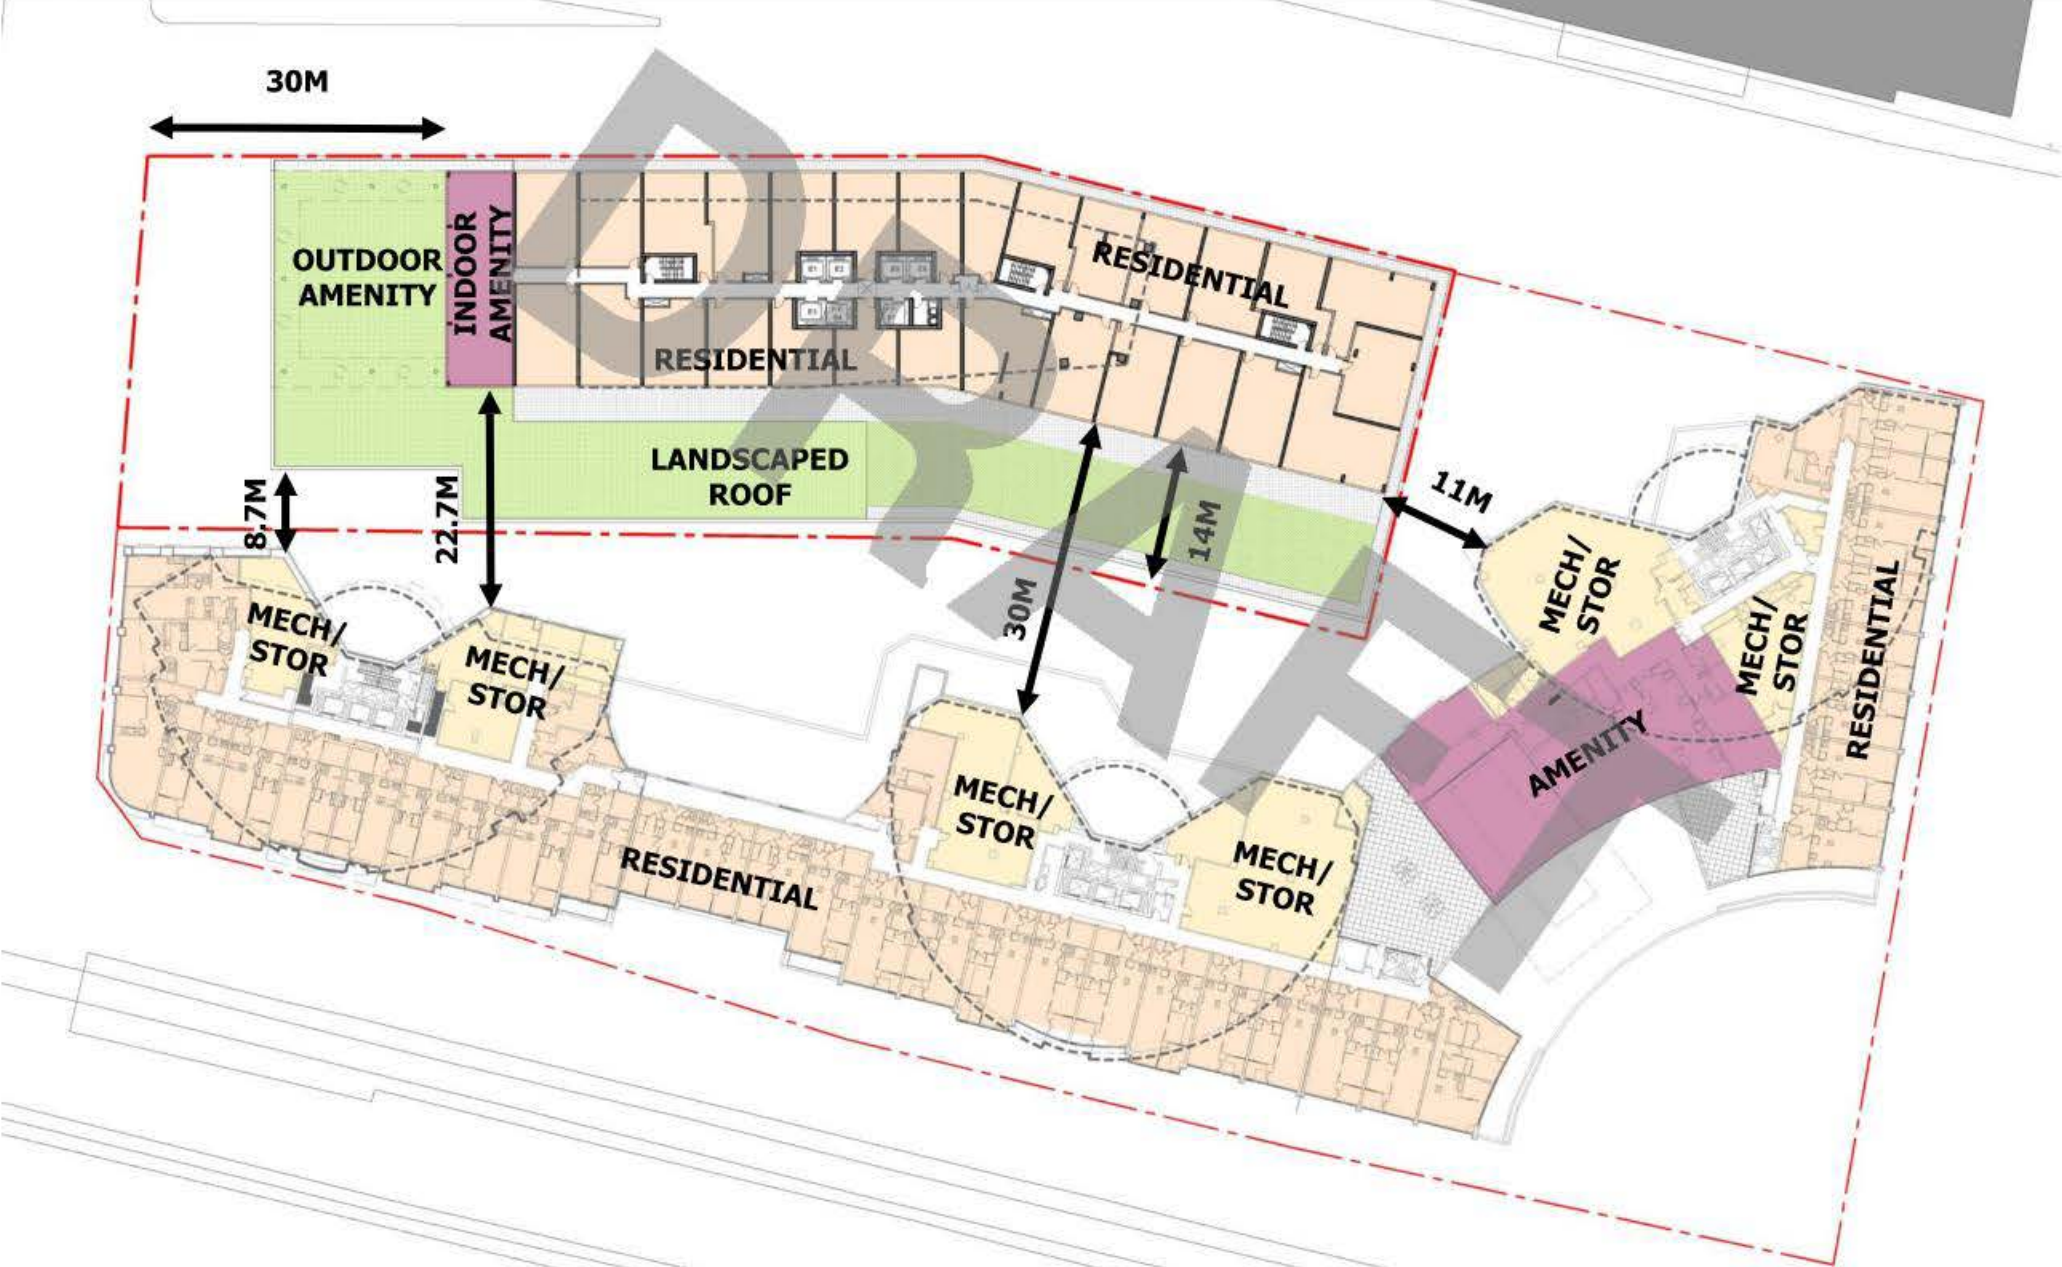 30M
OUTDOOR
AMENITY
INDOOR
AMENITY
RESIDENTIAL
RESIDENTIAL
LANDSCAPED
ROOF
8.7M
22.7M
30M
14M
11M
MECH/
STOR
MECH/
STOR
MECH/
STOR
MECH/
STOR
MECH/
STOR
MECH/
STOR
AMENITY
RESIDENTIAL
RESIDENTIAL
DRAFT